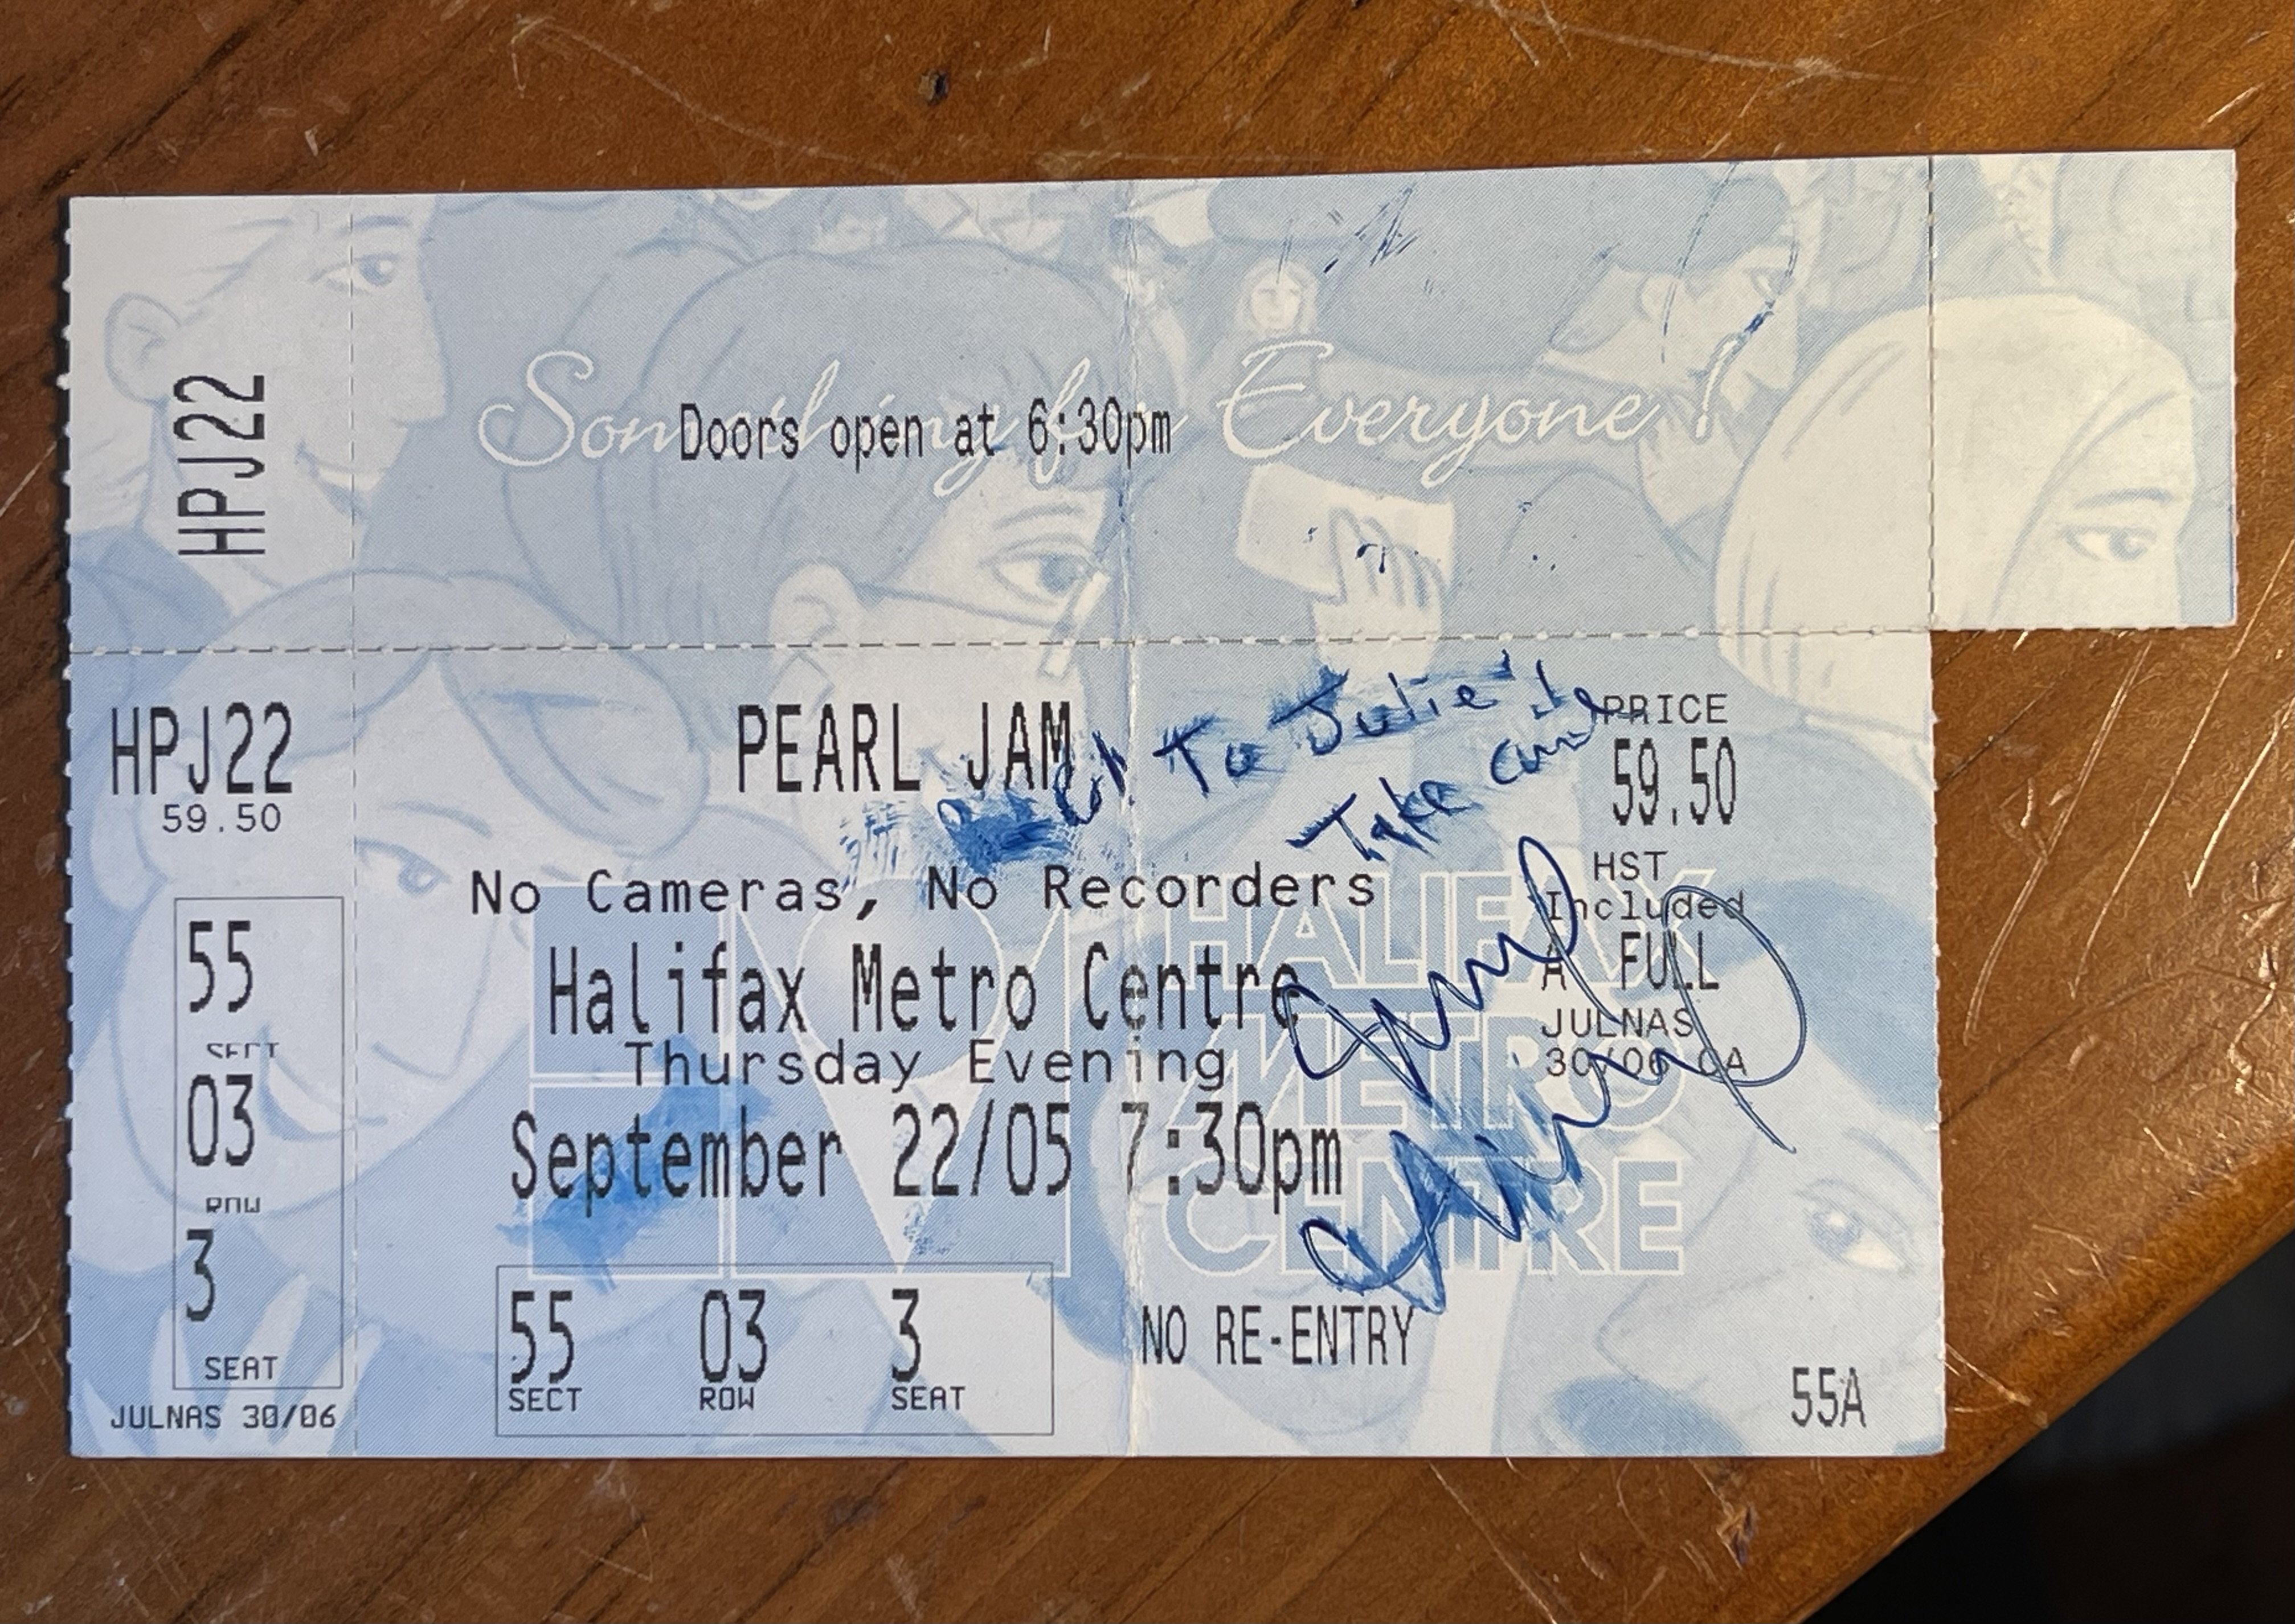 HPJ22
Something for Everyone!
Doors open at 6:30pm
HPJ22
59.50
55
SECT
03
ROW
3
SEAT
JULNAS 30/06
PEARL JAM
To Julie
Take care
No Cameras, No Recorders
HALIFAX
METRO
CENTRE
Halifax Metro Centre
Thursday Evening
September 22/05 7:30pm
55 03 3
SECT ROW SEAT
NO RE-ENTRY
PRICE
59.50
HST
Included
A FULL
JULNAS
30/06 CA
55A